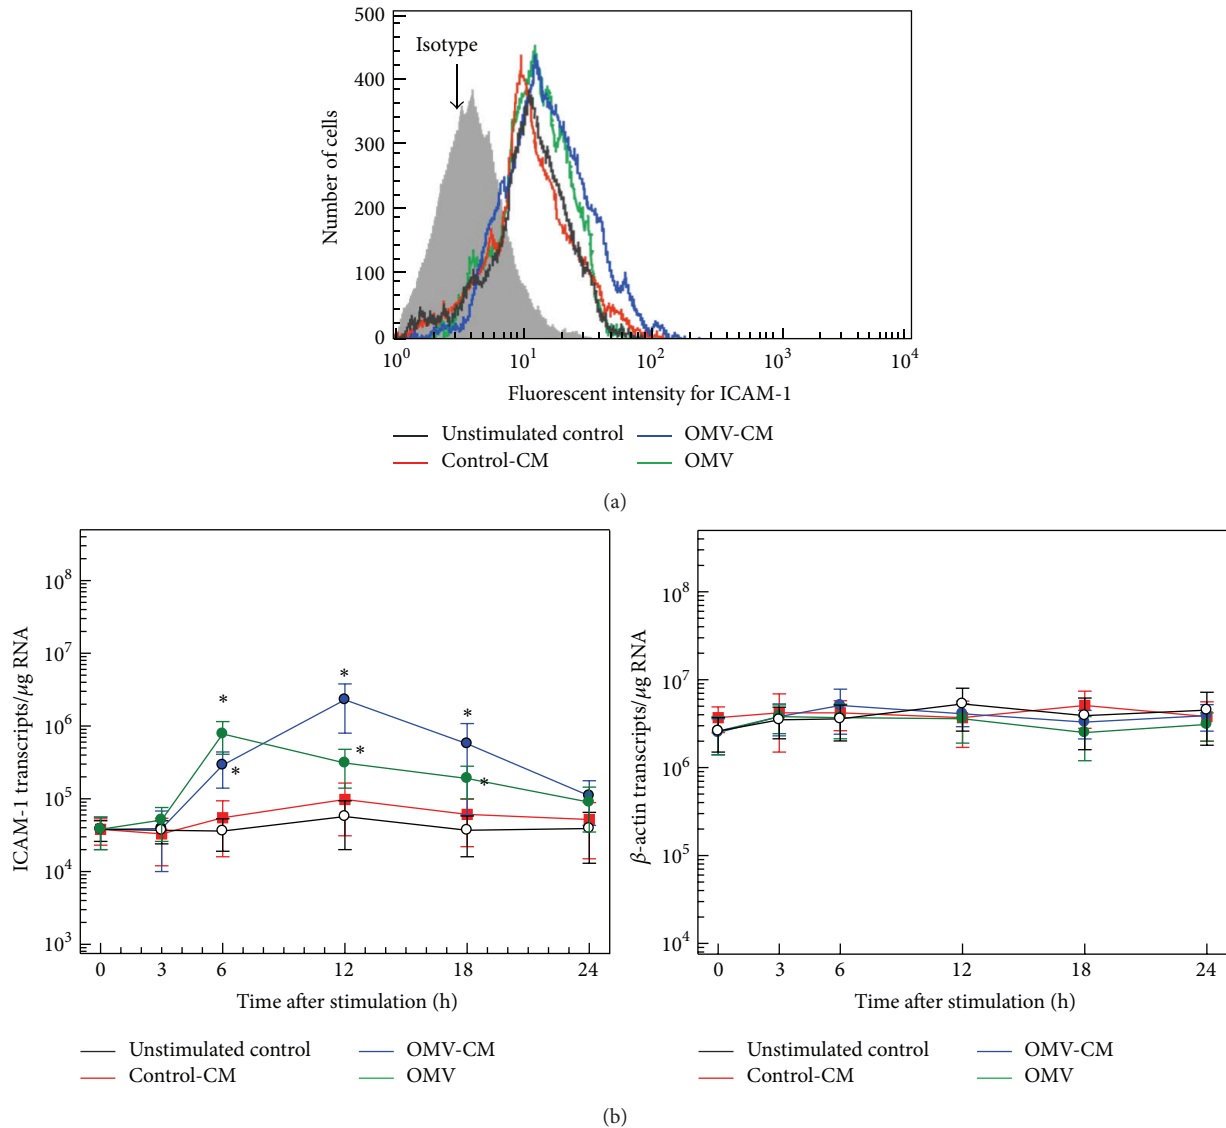 500
400
300
200
100
0
Number of cells
Isotype
10^0 10^1 10^2 10^3 10^4
Fluorescent intensity for ICAM-1
Unstimulated control OMV-CM
Control-CM OMV
(a)
10^8
10^7
10^6
10^5
10^4
10^3
ICAM-1 transcripts/μg RNA
* * * * * *
0 3 6 12 18 24
Time after stimulation (h)
Unstimulated control OMV-CM
Control-CM OMV
10^8
10^7
10^6
10^5
10^4
β-actin transcripts/μg RNA
0 3 6 12 18 24
Time after stimulation (h)
Unstimulated control OMV-CM
Control-CM OMV
(b)